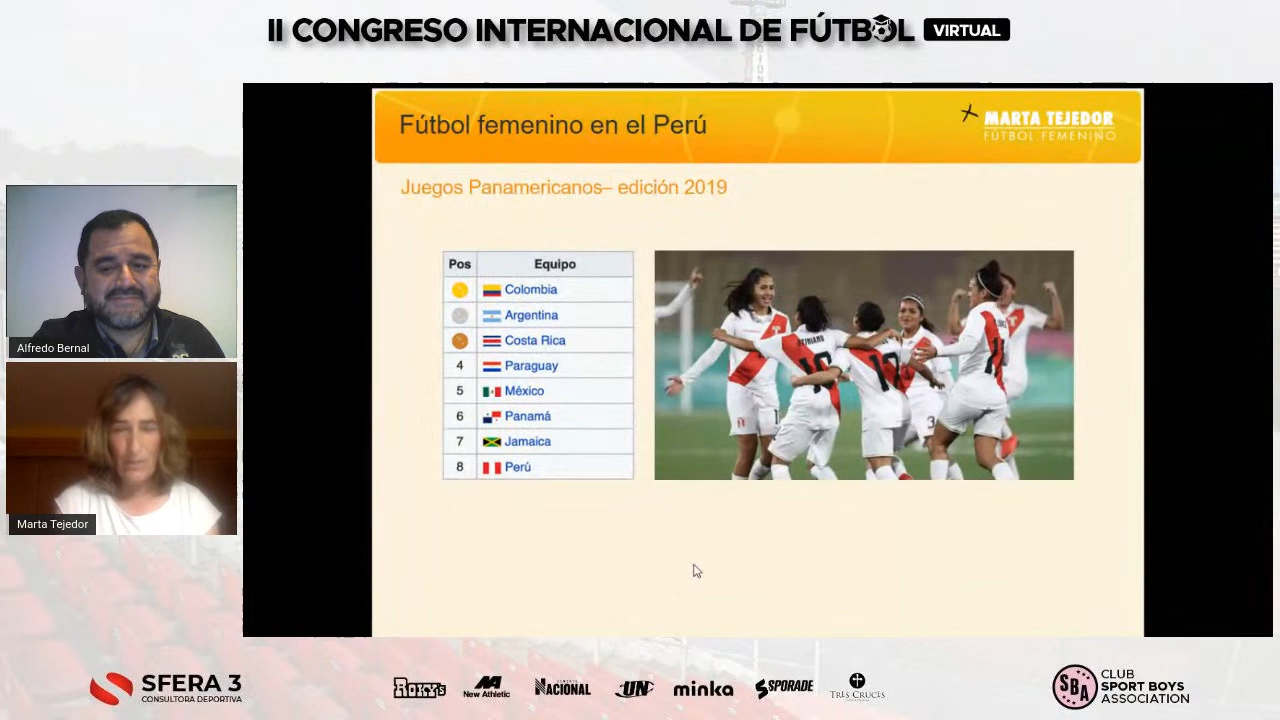 II CONGRESO INTERNACIONAL DE FÚTBOL VIRTUAL
Fútbol femenino en el Perú
MARTA TEJEDOR
FÚTBOL FEMENINO
Juegos Panamericanos– edición 2019
Pos Equipo
Colombia
Argentina
Costa Rica
4 Paraguay
5 México
6 Panamá
7 Jamaica
8 Perú
Alfredo Bernal
Marta Tejedor
SFERA 3
CONSULTORA DEPORTIVA
ROKYS
New Athletic
NACIONAL
UN
minka
SPORADE
TRES CRUCES
SBA
CLUB
SPORT BOYS
ASSOCIATION